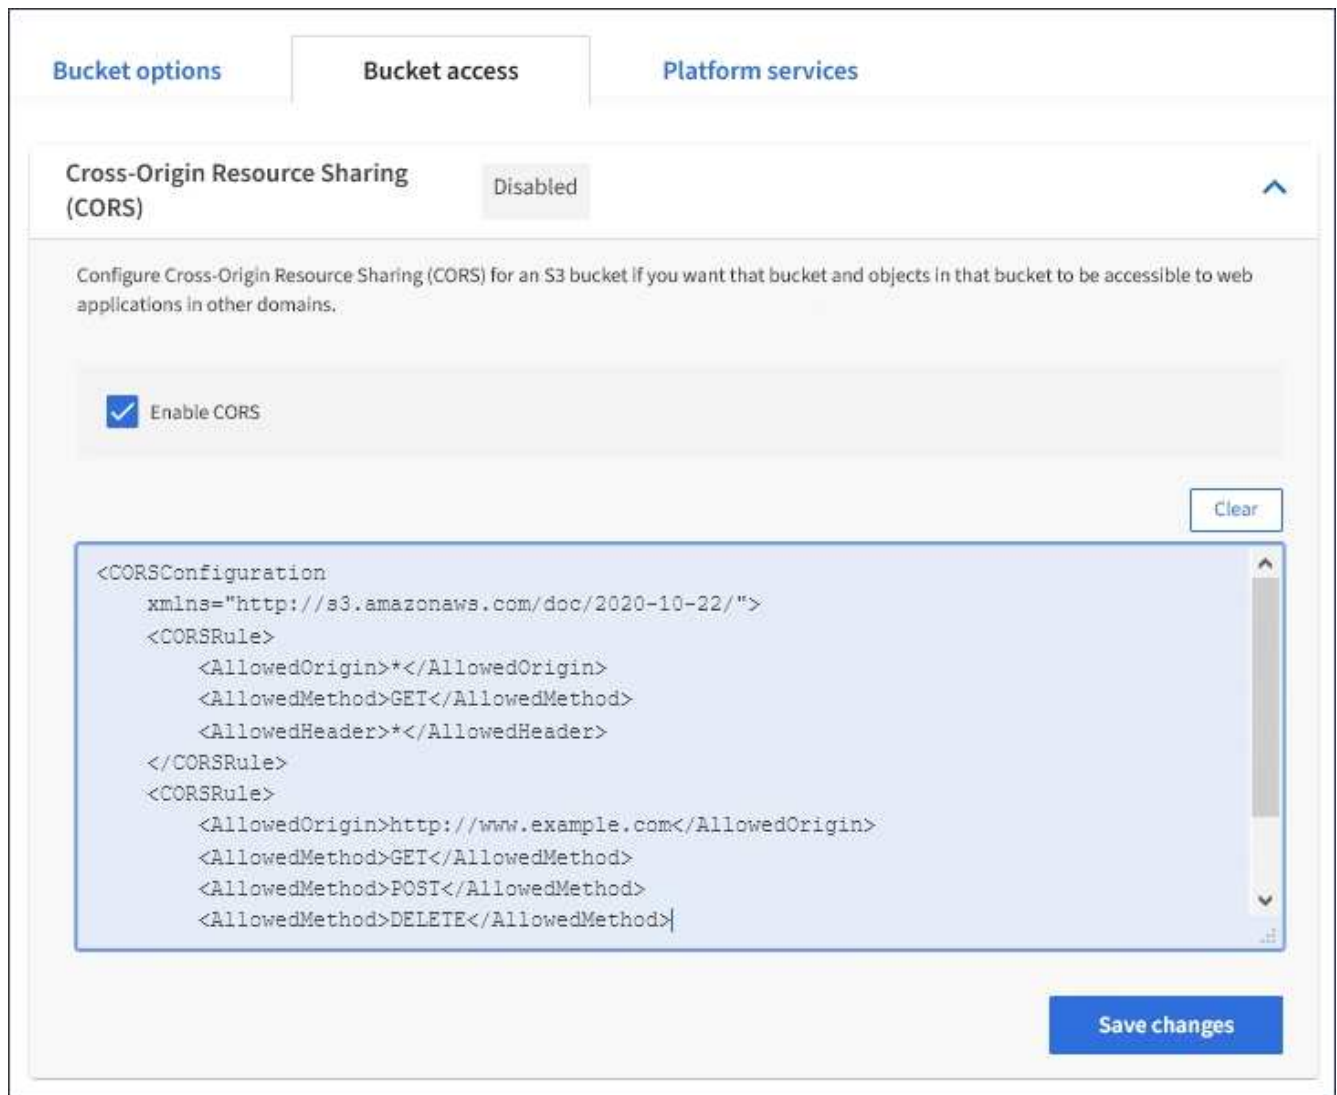 Bucket options Bucket access Platform services
Cross-Origin Resource Sharing
(CORS)
Disabled
Configure Cross-Origin Resource Sharing (CORS) for an S3 bucket if you want that bucket and objects in that bucket to be accessible to web
applications in other domains.
Enable CORS
Clear
<CORSConfiguration
xmlns="http://s3.amazonaws.com/doc/2020-10-22/">
<CORSRule>
<AllowedOrigin>*</AllowedOrigin>
<AllowedMethod>GET</AllowedMethod>
<AllowedHeader>*</AllowedHeader>
</CORSRule>
<CORSRule>
<AllowedOrigin>http://www.example.com</AllowedOrigin>
<AllowedMethod>GET</AllowedMethod>
<AllowedMethod>POST</AllowedMethod>
<AllowedMethod>DELETE</AllowedMethod>
Save changes